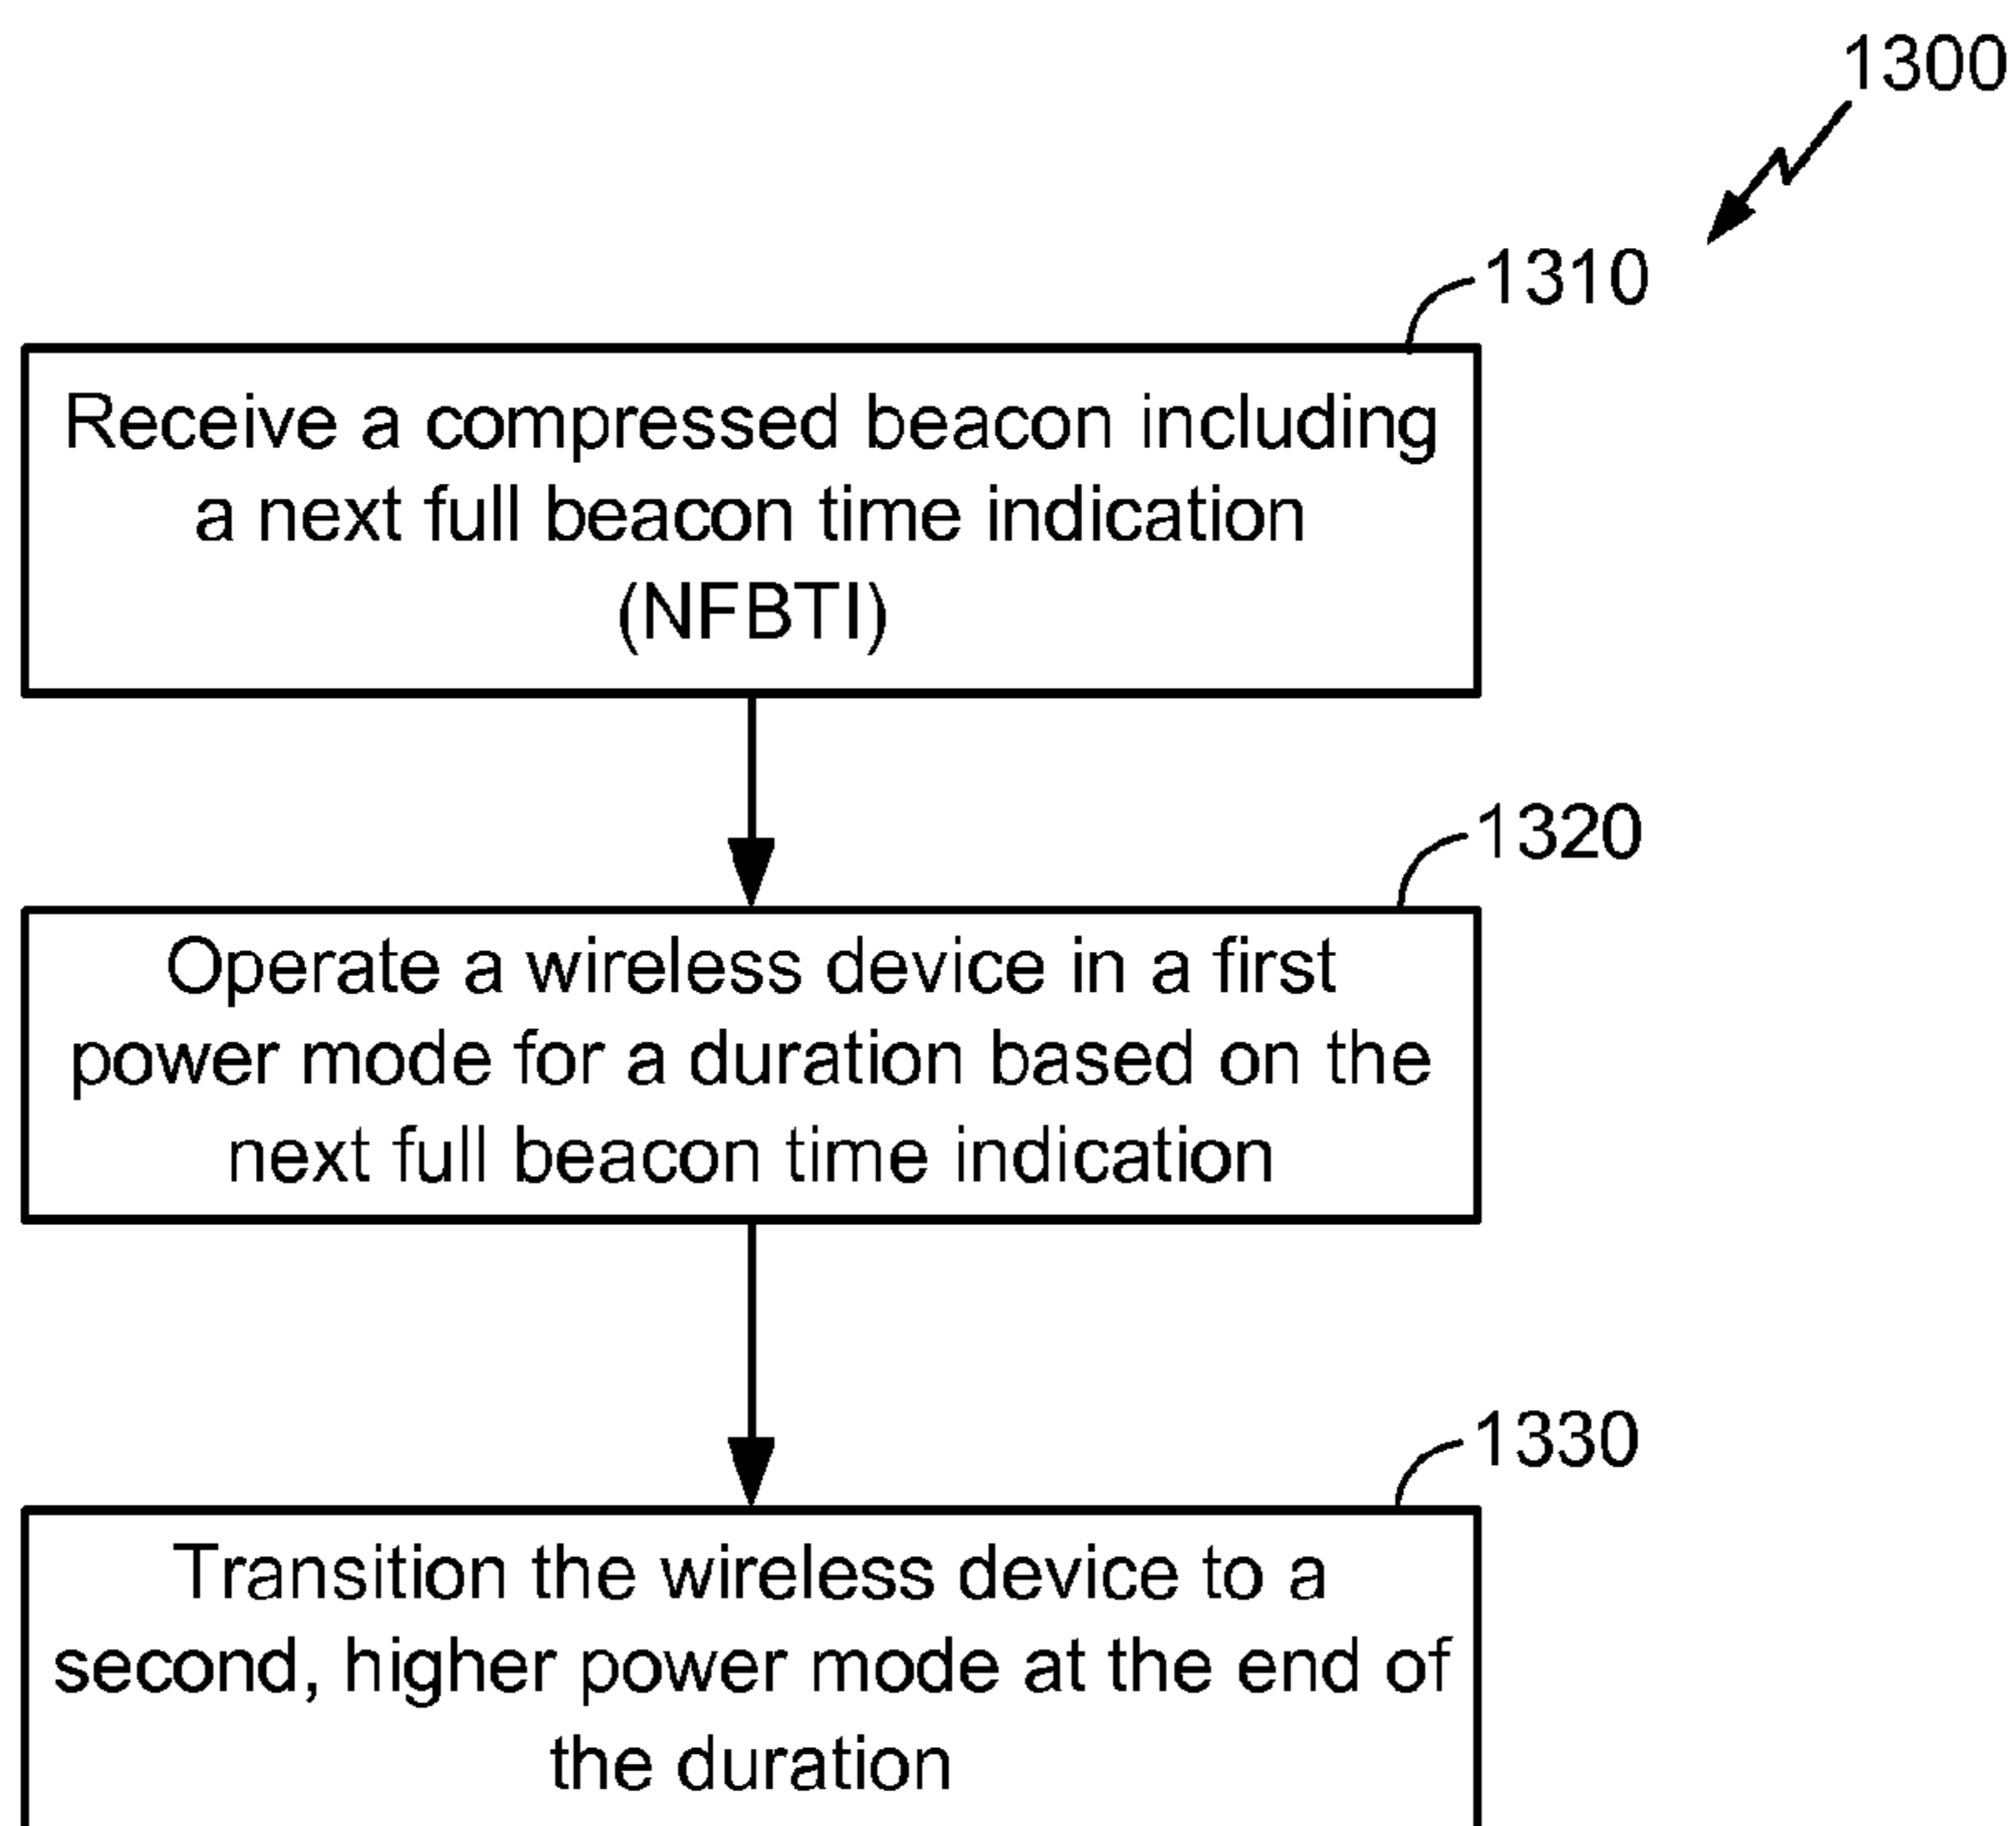 1300
1310
Receive a compressed beacon including
a next full beacon time indication
(NFBTI)
1320
Operate a wireless device in a first
power mode for a duration based on the
next full beacon time indication
1330
Transition the wireless device to a
second, higher power mode at the end of
the duration